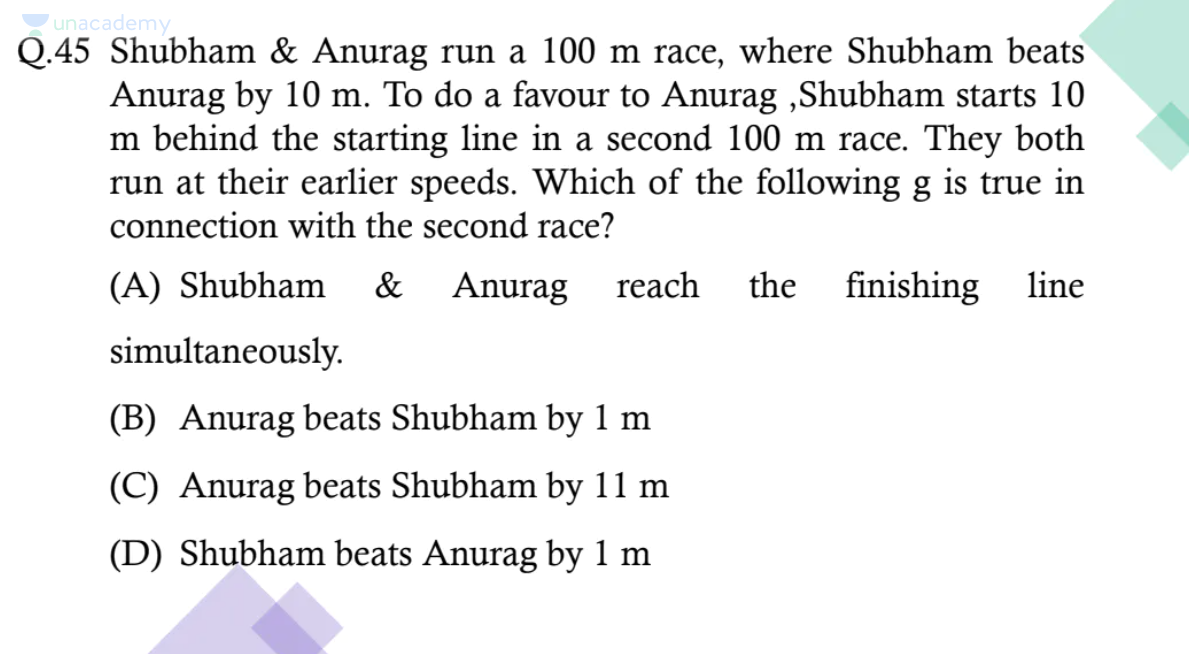 unacademy
Q.45 Shubham & Anurag run a 100 m race, where Shubham beats
Anurag by 10 m. To do a favour to Anurag ,Shubham starts 10
m behind the starting line in a second 100 m race. They both
run at their earlier speeds. Which of the following g is true in
connection with the second race?
(A) Shubham & Anurag reach the finishing line
simultaneously.
(B) Anurag beats Shubham by 1 m
(C) Anurag beats Shubham by 11 m
(D) Shubham beats Anurag by 1 m